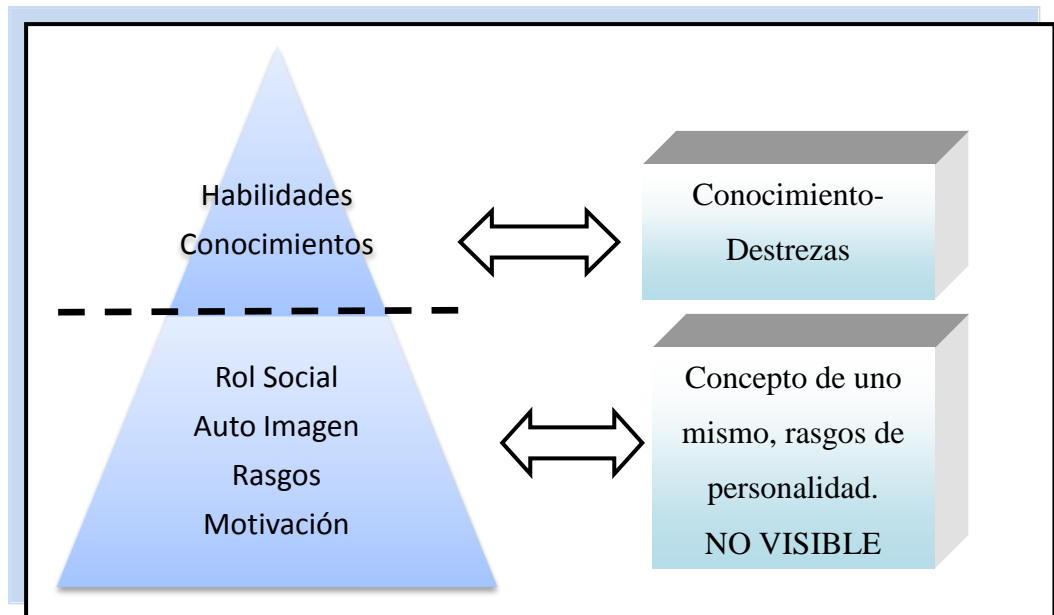 Habilidades
Conocimientos
Conocimiento-
Destrezas
Rol Social
Auto Imagen
Rasgos
Motivación
Concepto de uno
mismo, rasgos de
personalidad.
NO VISIBLE